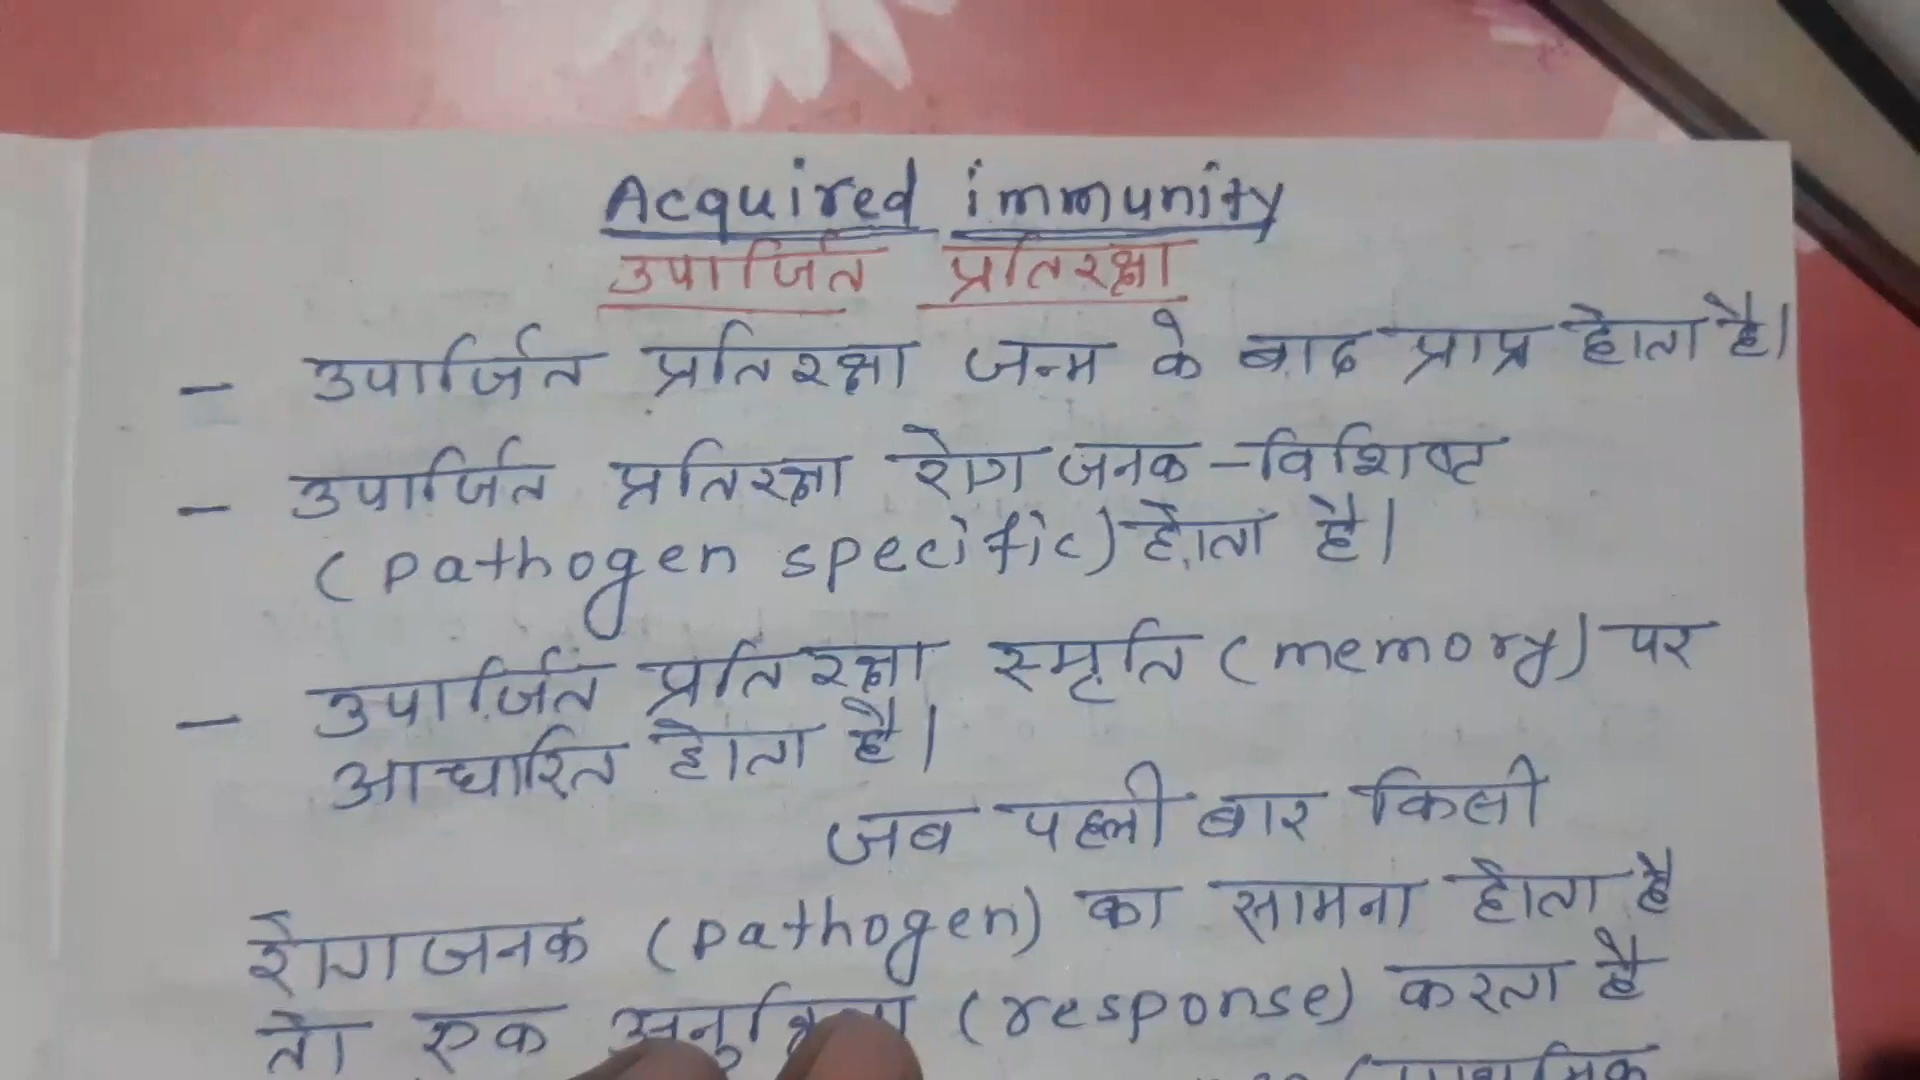 Acquired immunity
उपार्जित प्रतिरक्षा
- उपार्जित प्रतिरक्षा जन्म के बाद प्राप्त होता है।
- उपार्जित प्रतिरक्षा रोग जनक-विशिष्ट
(pathogen specific) होता है।
- उपार्जित प्रतिरक्षा स्मृति (memory) पर
आधारित होता है।
जब पहली बार किसी
रोगजनक (pathogen) का सामना होता है
तो एक (response) करता है